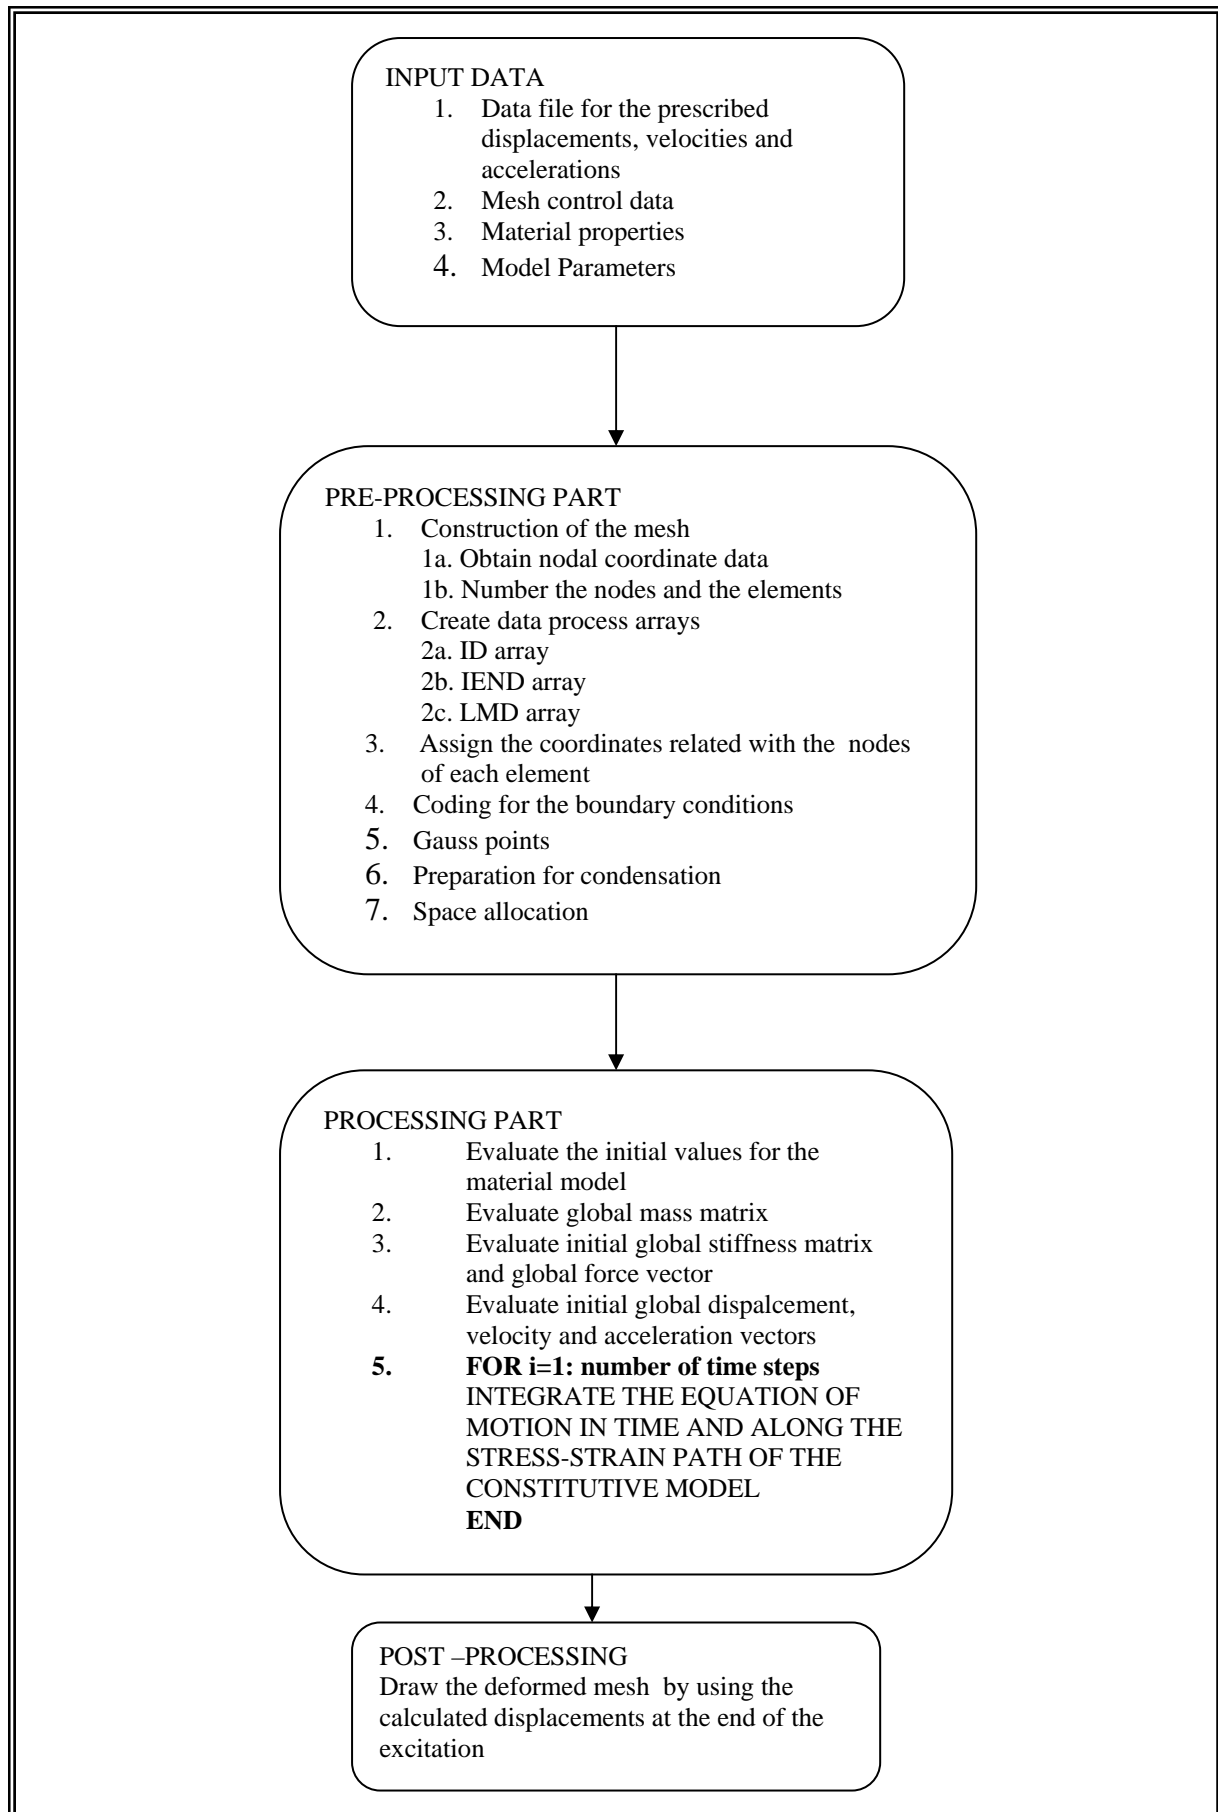 INPUT DATA
1. Data file for the prescribed
displacements, velocities and
accelerations
2. Mesh control data
3. Material properties
4. Model Parameters
PRE-PROCESSING PART
1. Construction of the mesh
1a. Obtain nodal coordinate data
1b. Number the nodes and the elements
2. Create data process arrays
2a. ID array
2b. IEND array
2c. LMD array
3. Assign the coordinates related with the nodes
of each element
4. Coding for the boundary conditions
5. Gauss points
6. Preparation for condensation
7. Space allocation
PROCESSING PART
1. Evaluate the initial values for the
material model
2. Evaluate global mass matrix
3. Evaluate initial global stiffness matrix
and global force vector
4. Evaluate initial global dispalcement,
velocity and acceleration vectors
5. FOR i=1: number of time steps
INTEGRATE THE EQUATION OF
MOTION IN TIME AND ALONG THE
STRESS-STRAIN PATH OF THE
CONSTITUTIVE MODEL
END
POST –PROCESSING
Draw the deformed mesh by using the
calculated displacements at the end of the
excitation